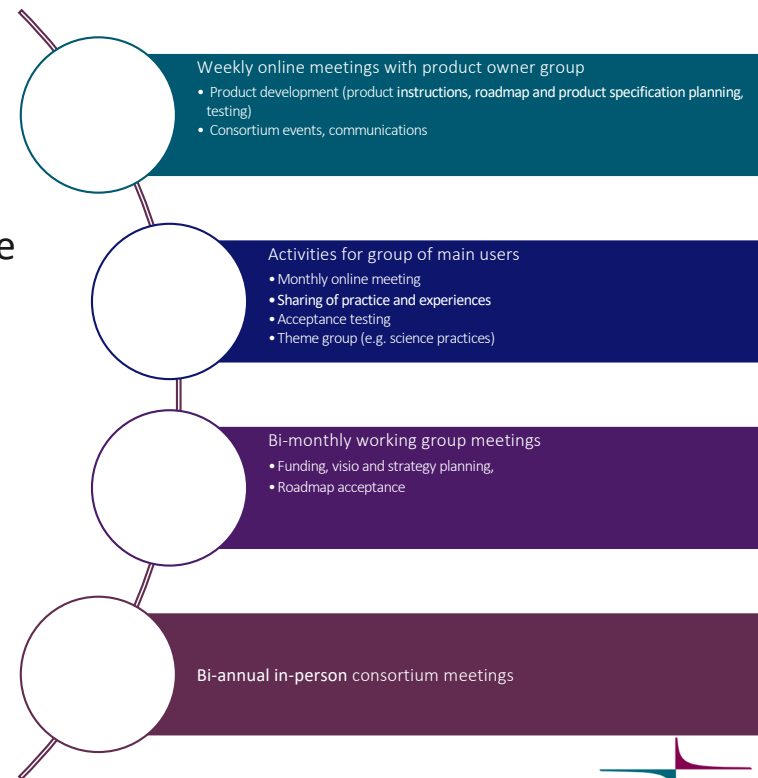 Weekly online meetings with product owner group
• Product development (product instructions, roadmap and product specification planning,
testing)
• Consortium events, communications
e
Activities for group of main users
• Monthly online meeting
• Sharing of practice and experiences
• Acceptance testing
• Theme group (e.g. science practices)
Bi-monthly working group meetings
• Funding, visio and strategy planning,
• Roadmap acceptance
Bi-annual in-person consortium meetings